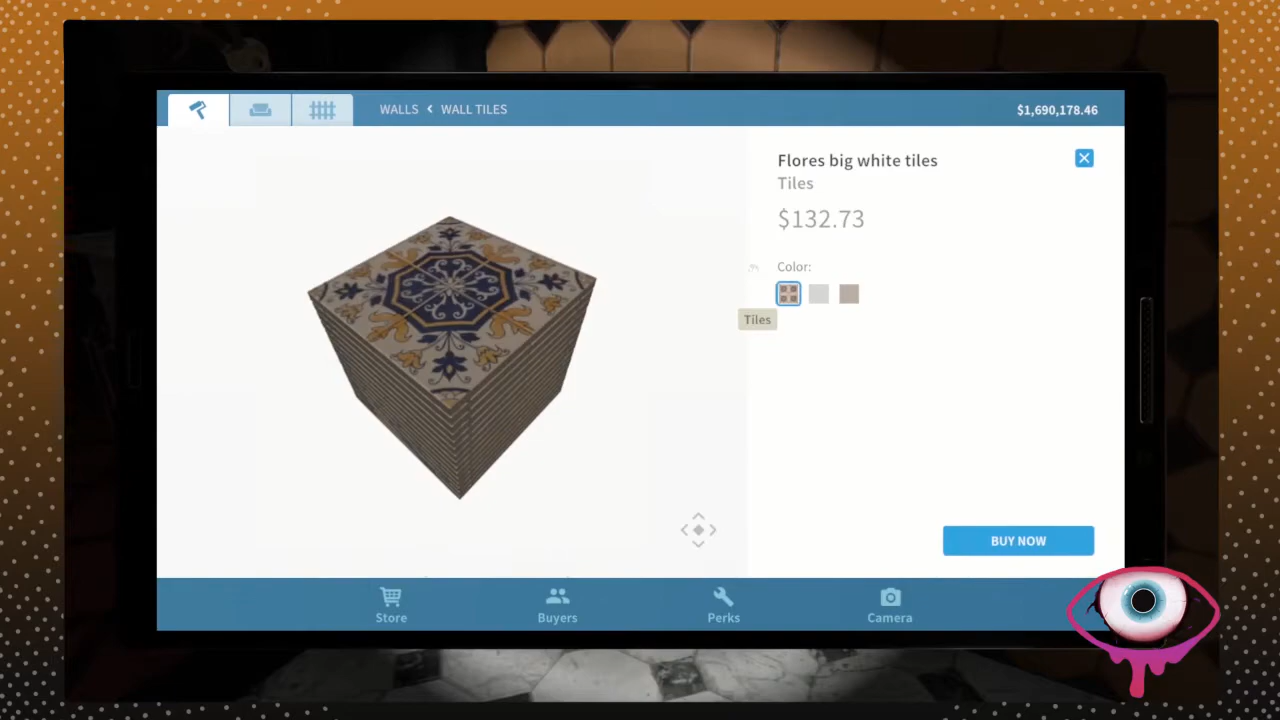 WALLS < WALL TILES
$1,690,178.46
Flores big white tiles
Tiles
$132.73
Color:
Tiles
BUY NOW
Store
Buyers
Perks
Camera